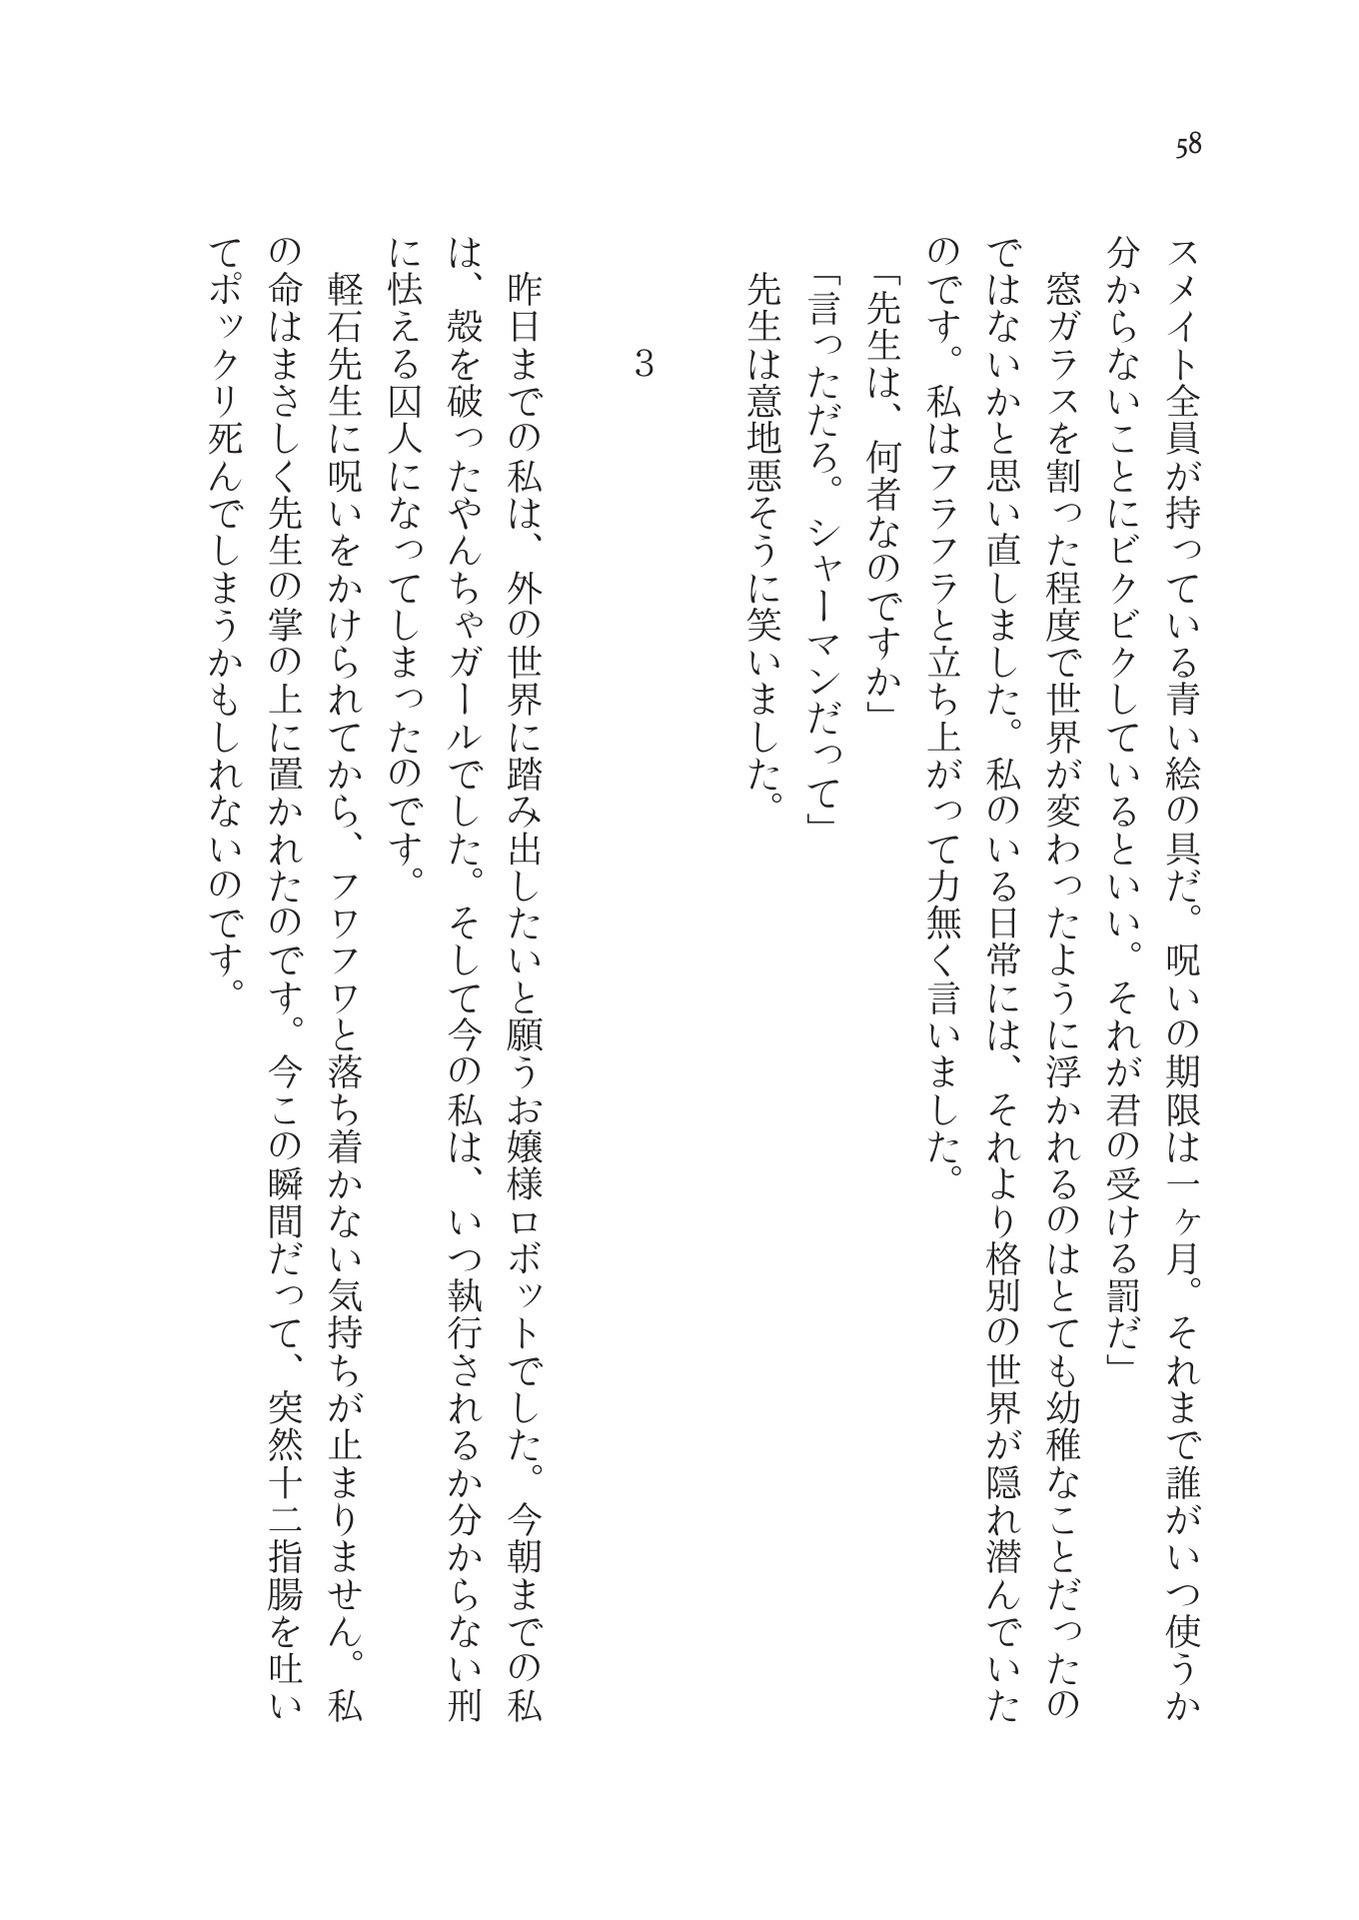 58
スメイト全員が持っている青い絵の具だ。呪いの期限は一ヶ月。それまで誰がいつ使うか
分からないことにビクビクしているといい。それが君の受ける罰だ」
窓ガラスを割った程度で世界が変わったように浮かれるのはとても幼稚なことだったの
ではないかと思い直しました。私のいる日常には、それより格別の世界が隠れ潜んでいた
のです。私はフラフラと立ち上がって力無く言いました。
「先生は、何者なのですか」
「言っただろ。シャーマンだって」
先生は意地悪そうに笑いました。
3
昨日までの私は、外の世界に踏み出したいと願うお嬢様ロボットでした。今朝までの私
は、殻を破ったやんちゃガールでした。そして今の私は、いつ執行されるか分からない刑
に怯える囚人になってしまったのです。
軽石先生に呪いをかけられてから、フワフワと落ち着かない気持ちが止まりません。私
の命はまさしく先生の掌の上に置かれたのです。今この瞬間だって、突然十二指腸を吐い
てポックリ死んでしまうかもしれないのです。